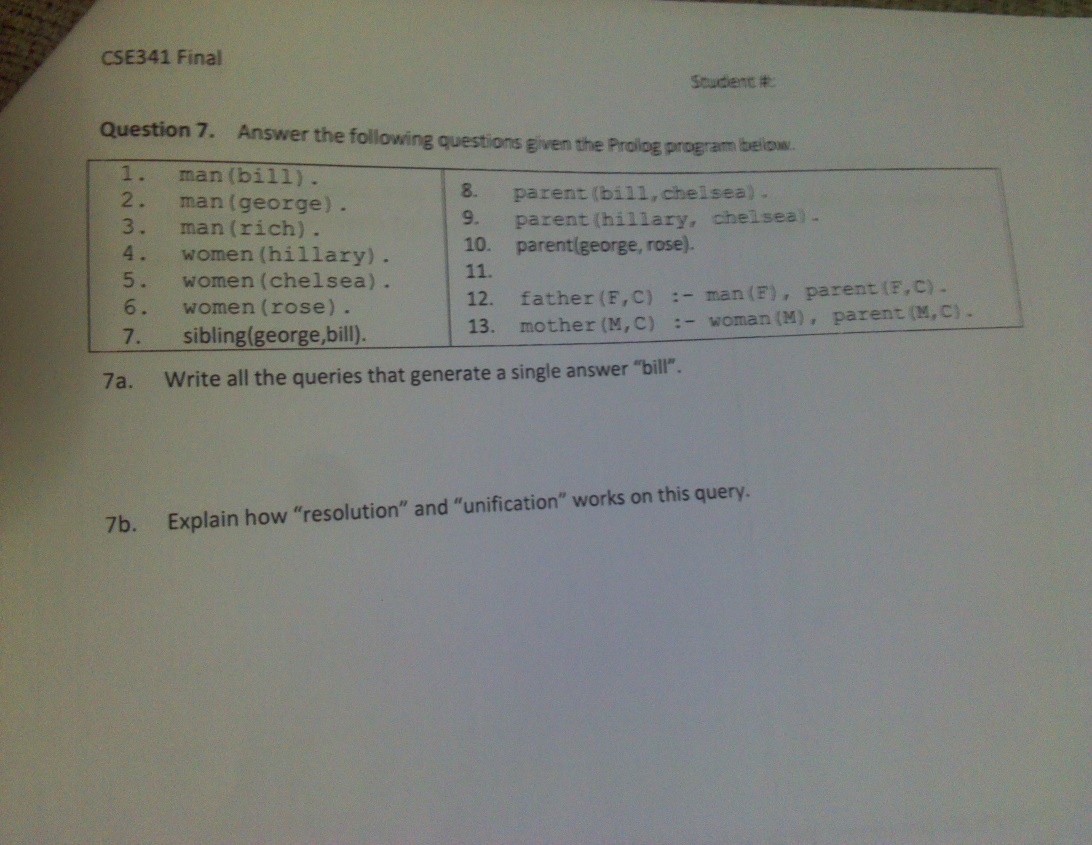 CSE341 Final
Student #:
Question 7. Answer the following questions given the Prolog program below.
1. man(bill).
2. man(george).
3. man(rich).
4. women(hillary).
5. women(chelsea).
6. women(rose).
7. sibling(george,bill).
8. parent(bill,chelsea).
9. parent(hillary, chelsea).
10. parent(george, rose).
11.
12. father(F,C) :- man(F), parent(F,C).
13. mother(M,C) :- woman(M), parent(M,C).
7a. Write all the queries that generate a single answer “bill”.
7b. Explain how “resolution” and “unification” works on this query.